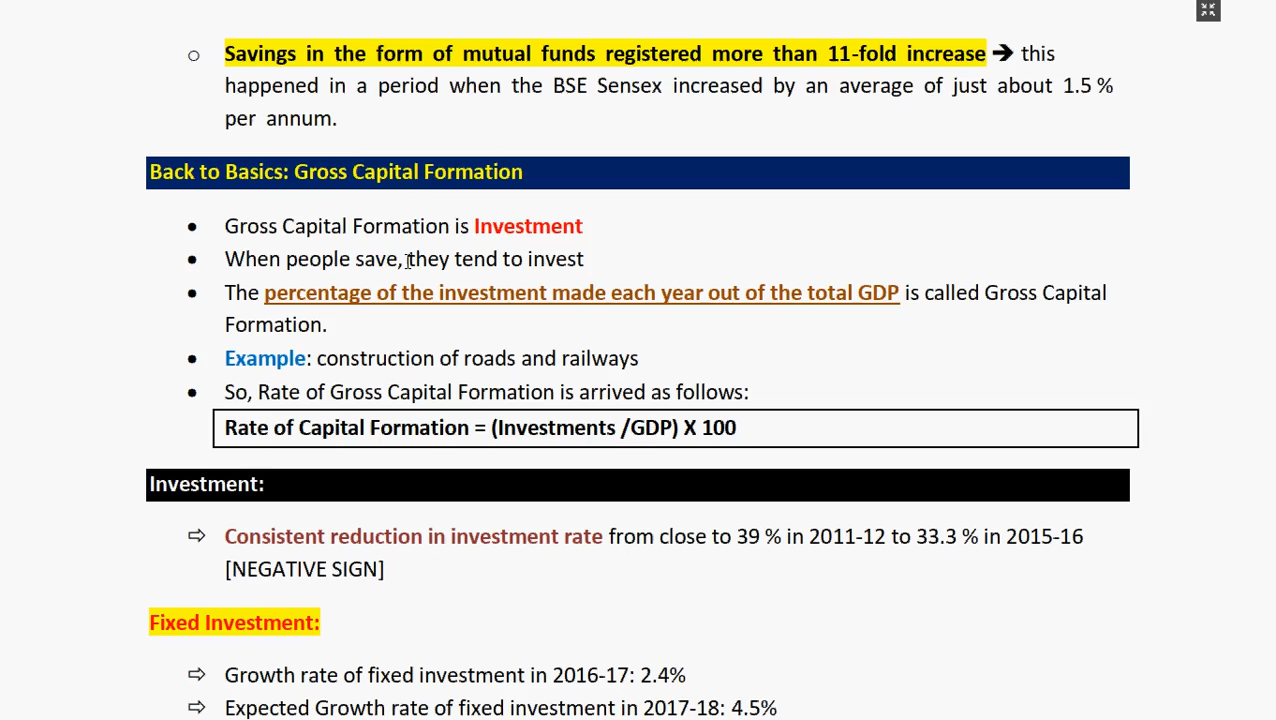 Savings in the form of mutual funds registered more than 11-fold increase ➔ this
happened in a period when the BSE Sensex increased by an average of just about 1.5 %
per annum.
Back to Basics: Gross Capital Formation
Gross Capital Formation is Investment
When people save, they tend to invest
The percentage of the investment made each year out of the total GDP is called Gross Capital
Formation.
Example: construction of roads and railways
So, Rate of Gross Capital Formation is arrived as follows:
Rate of Capital Formation = (Investments /GDP) X 100
Investment:
Consistent reduction in investment rate from close to 39 % in 2011-12 to 33.3 % in 2015-16
[NEGATIVE SIGN]
Fixed Investment:
Growth rate of fixed investment in 2016-17: 2.4%
Expected Growth rate of fixed investment in 2017-18: 4.5%